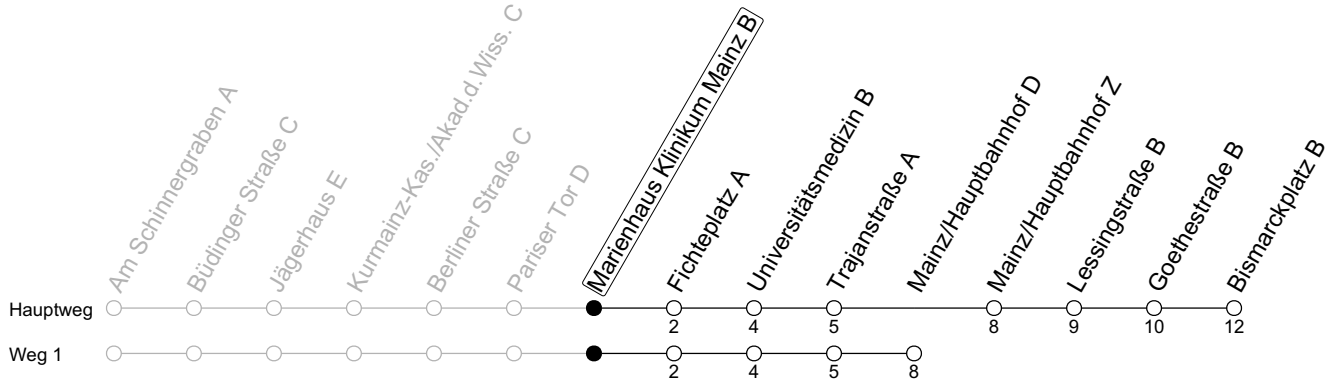 Am Schinnergraben A
Büdinger Straße C
Jägerhaus E
Kurmainz-Kas./Akad.d.Wiss. C
Berliner Straße C
Pariser Tor D
Marienhaus Klinikum Mainz B
Fichteplatz A
Universitätsmedizin B
Trajanstraße A
Mainz/Hauptbahnhof D
Mainz/Hauptbahnhof Z
Lessingstraße B
Goethestraße B
Bismarckplatz B
Hauptweg
2 4 5 8 9 10 12
Weg 1
2 4 5 8